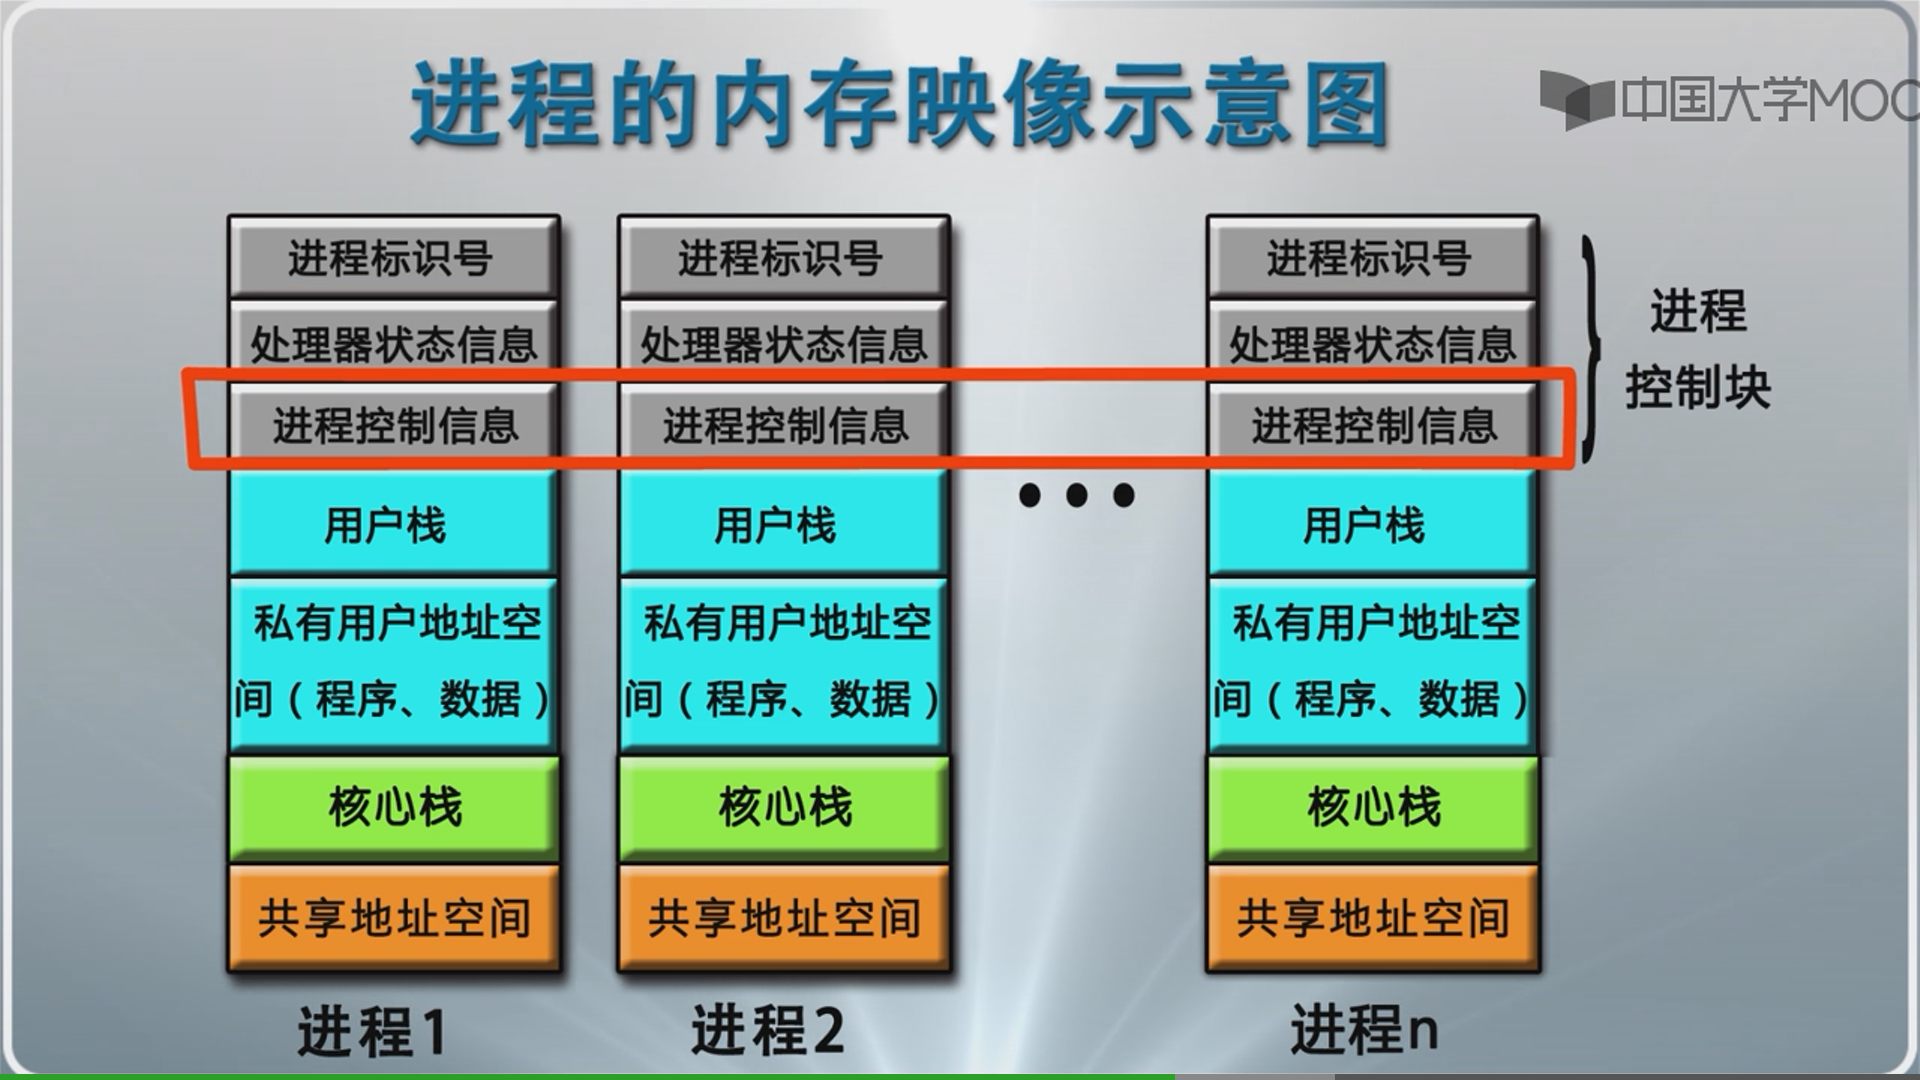 进程的内存映像示意图
中国大学MOO
进程标识号
处理器状态信息
进程控制信息
用户栈
私有用户地址空
间（程序、数据）
核心栈
共享地址空间
进程1
进程标识号
处理器状态信息
进程控制信息
用户栈
私有用户地址空
间（程序、数据）
核心栈
共享地址空间
进程2
进程标识号
处理器状态信息
进程控制信息
用户栈
私有用户地址空
间（程序、数据）
核心栈
共享地址空间
进程n
进程
控制块